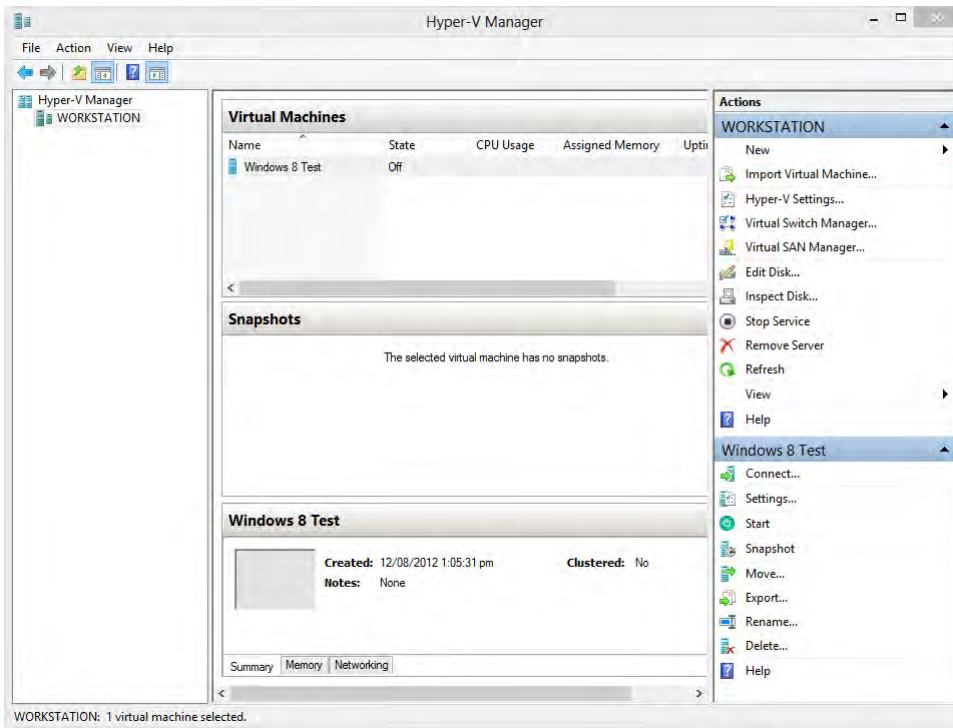 Hyper-V Manager
File Action View Help
Hyper-V Manager
WORKSTATION
Virtual Machines
Name State CPU Usage Assigned Memory
Windows 8 Test Off
Snapshots
The selected virtual machine has no snapshots.
Windows 8 Test
Created: 12/08/2012 1:05:31 pm Clustered: No
Notes: None
Summary Memory Networking
Actions
WORKSTATION
New
Import Virtual Machine...
Hyper-V Settings...
Virtual Switch Manager...
Virtual SAN Manager...
Edit Disk...
Inspect Disk...
Stop Service
Remove Server
Refresh
View
Help
Windows 8 Test
Connect...
Settings...
Start
Snapshot
Move...
Export...
Rename...
Delete...
Help
WORKSTATION: 1 virtual machine selected.